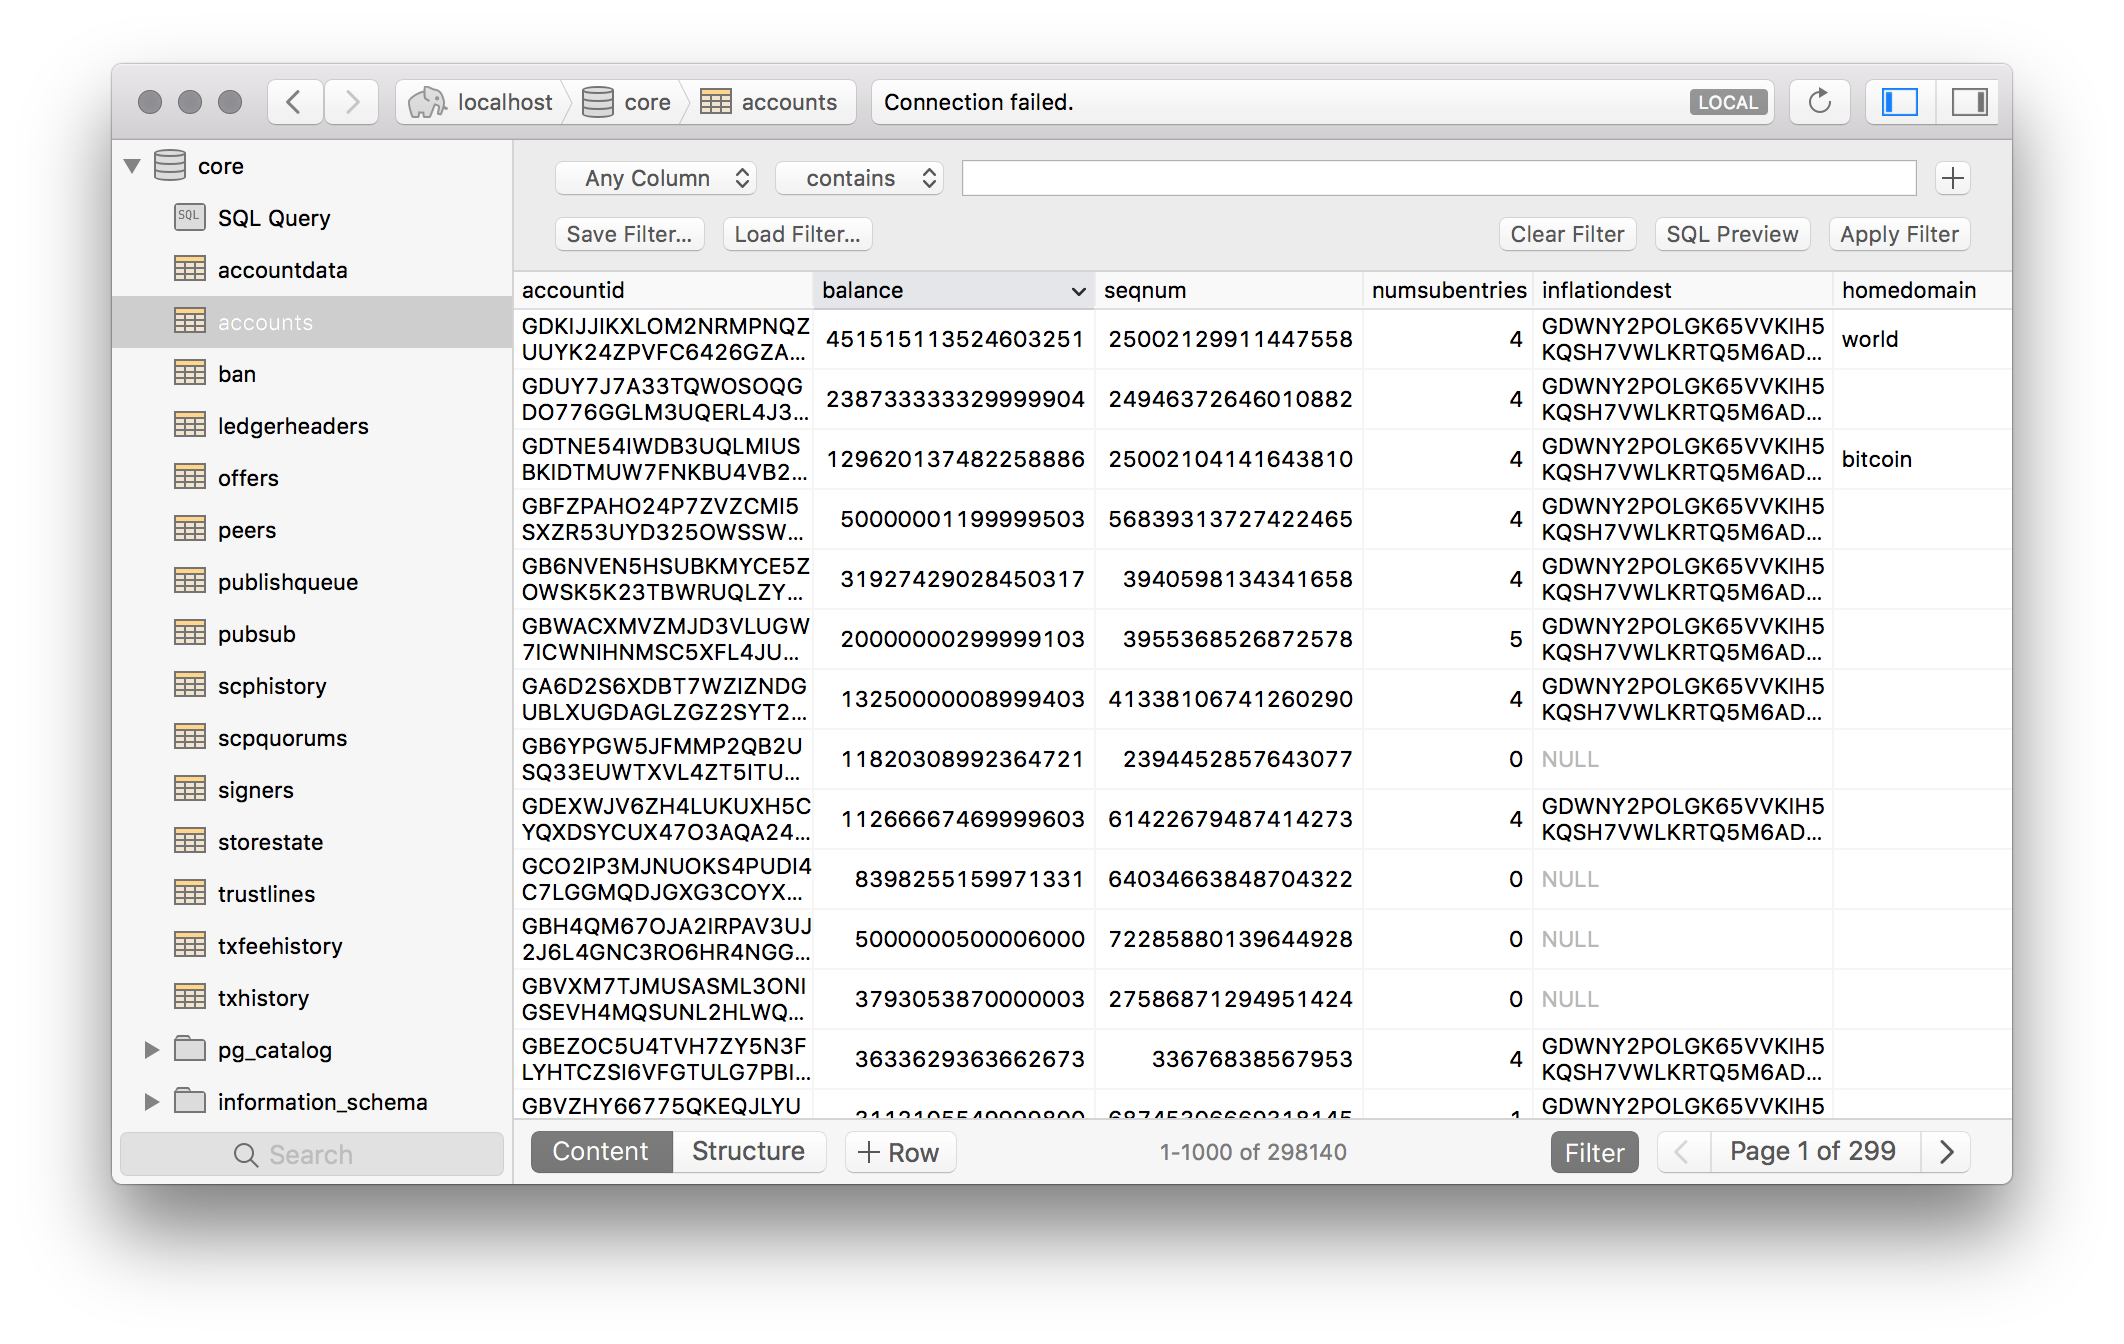 localhost core accounts Connection failed. LOCAL
core
SQL SQL Query
accountdata
accounts
ban
ledgerheaders
offers
peers
publishqueue
pubsub
scphistory
scpquorums
signers
storestate
trustlines
txfeehistory
txhistory
pg_catalog
information_schema
Search
Any Column contains
Save Filter... Load Filter... Clear Filter SQL Preview Apply Filter
accountid balance seqnum numsubentries inflationdest homedomain
GDKIJJIKXLOM2NRMPNQZ GDWNY2POLGK65VVKIH5
451515113524603251 25002129911447558 4 world
UUYK24ZPVFC6426GZA... KQSH7VWLKRTQ5M6AD...
GDUY7J7A33TQWOSOQG GDWNY2POLGK65VVKIH5
238733333329999904 24946372646010882 4
DO776GGLM3UQERL4J3... KQSH7VWLKRTQ5M6AD...
GDTNE54IWDB3UQLMIUS GDWNY2POLGK65VVKIH5
129620137482258886 25002104141643810 4 bitcoin
BKIDTMUW7FNKBU4VB2... KQSH7VWLKRTQ5M6AD...
GBFZPAHO24P7ZVZCMI5 GDWNY2POLGK65VVKIH5
50000001199999503 56839313727422465 4
SXZR53UYD325OWSSW... KQSH7VWLKRTQ5M6AD...
GB6NVEN5HSUBKMYCE5Z GDWNY2POLGK65VVKIH5
31927429028450317 3940598134341658 4
OWSK5K23TBWRUQLZY... KQSH7VWLKRTQ5M6AD...
GBWACXMVZMJD3VLUGW GDWNY2POLGK65VVKIH5
20000000299999103 3955368526872578 5
7ICWNIHNMSC5XFL4JU... KQSH7VWLKRTQ5M6AD...
GA6D2S6XDBT7WZIZNDG GDWNY2POLGK65VVKIH5
13250000008999403 41338106741260290 4
UBLXUGDAGLZGZ2SYT2... KQSH7VWLKRTQ5M6AD...
GB6YPGW5JFMMP2QB2U
11820308992364721 2394452857643077 0 NULL
SQ33EUWTXVL4ZT5ITU...
GDEXWJV6ZH4LUKUXH5C GDWNY2POLGK65VVKIH5
11266667469999603 61422679487414273 4
YQXDSYCUX47O3AQA24... KQSH7VWLKRTQ5M6AD...
GCO2IP3MJNUOKS4PUDI4
8398255159971331 64034663848704322 0 NULL
C7LGGMQDJGXG3COYX...
GBH4QM67OJA2IRPAV3UJ
5000000500006000 72285880139644928 0 NULL
2J6L4GNC3RO6HR4NGG...
GBVXM7TJMUSASML3ONI
3793053870000003 27586871294951424 0 NULL
GSEVH4MQSUNL2HLWQ...
GBEZOC5U4TVH7ZY5N3F GDWNY2POLGK65VVKIH5
3633629363662673 33676838567953 4
LYHTCZSI6VFGTULG7PBI... KQSH7VWLKRTQ5M6AD...
GBVZHY66775QKEQJLYU GDWNY2POLGK65VVKIH5
Content Structure + Row 1-1000 of 298140 Filter Page 1 of 299